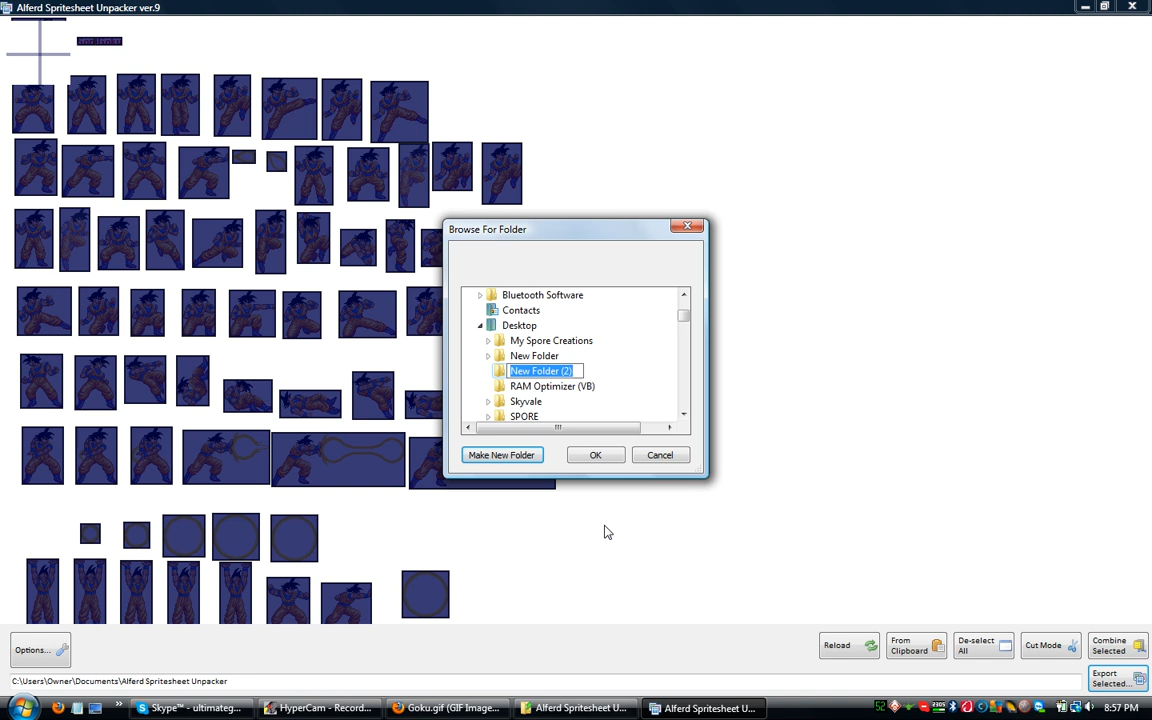 Alferd Spritesheet Unpacker ver.9
Browse For Folder
Bluetooth Software
Contacts
Desktop
My Spore Creations
New Folder
New Folder (2)
RAM Optimizer (VB)
Skyvale
SPORE
Make New Folder
OK
Cancel
Options...
Reload
From Clipboard
De-select All
Cut Mode
Combine Selected
C:\Users\Owner\Documents\Alferd Spritesheet Unpacker
Export Selected...
Skype™ - ultimateg...
HyperCam - Record...
Goku.gif (GIF Image...
Alferd Spritesheet U...
Alferd Spritesheet U...
8:57 PM